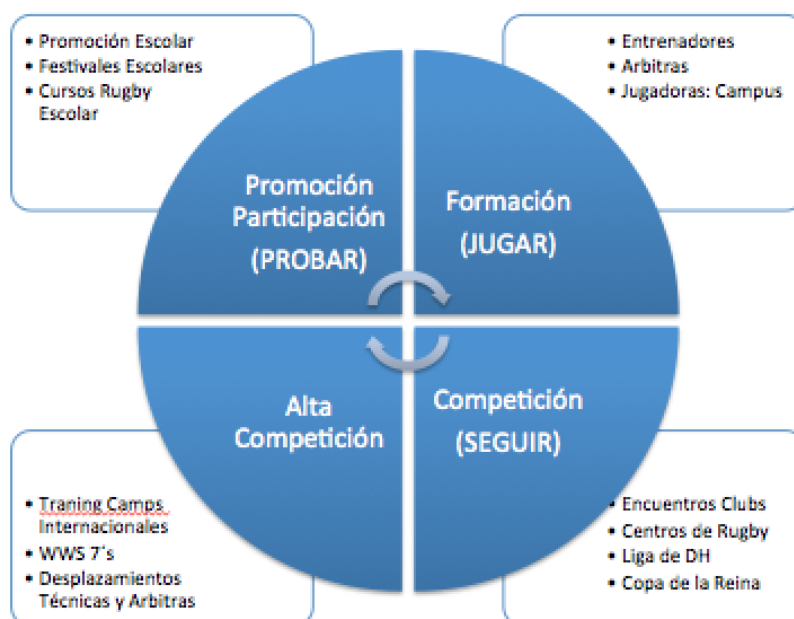 • Promoción Escolar
• Festivales Escolares
• Cursos Rugby
Escolar
• Entrenadores
• Arbitras
• Jugadoras: Campus
Promoción
Participación
(PROBAR)
Formación
(JUGAR)
Alta
Competición
Competición
(SEGUIR)
• Traning Camps
Internacionales
• WWS 7´s
• Desplazamientos
Técnicas y Arbitras
• Encuentros Clubs
• Centros de Rugby
• Liga de DH
• Copa de la Reina